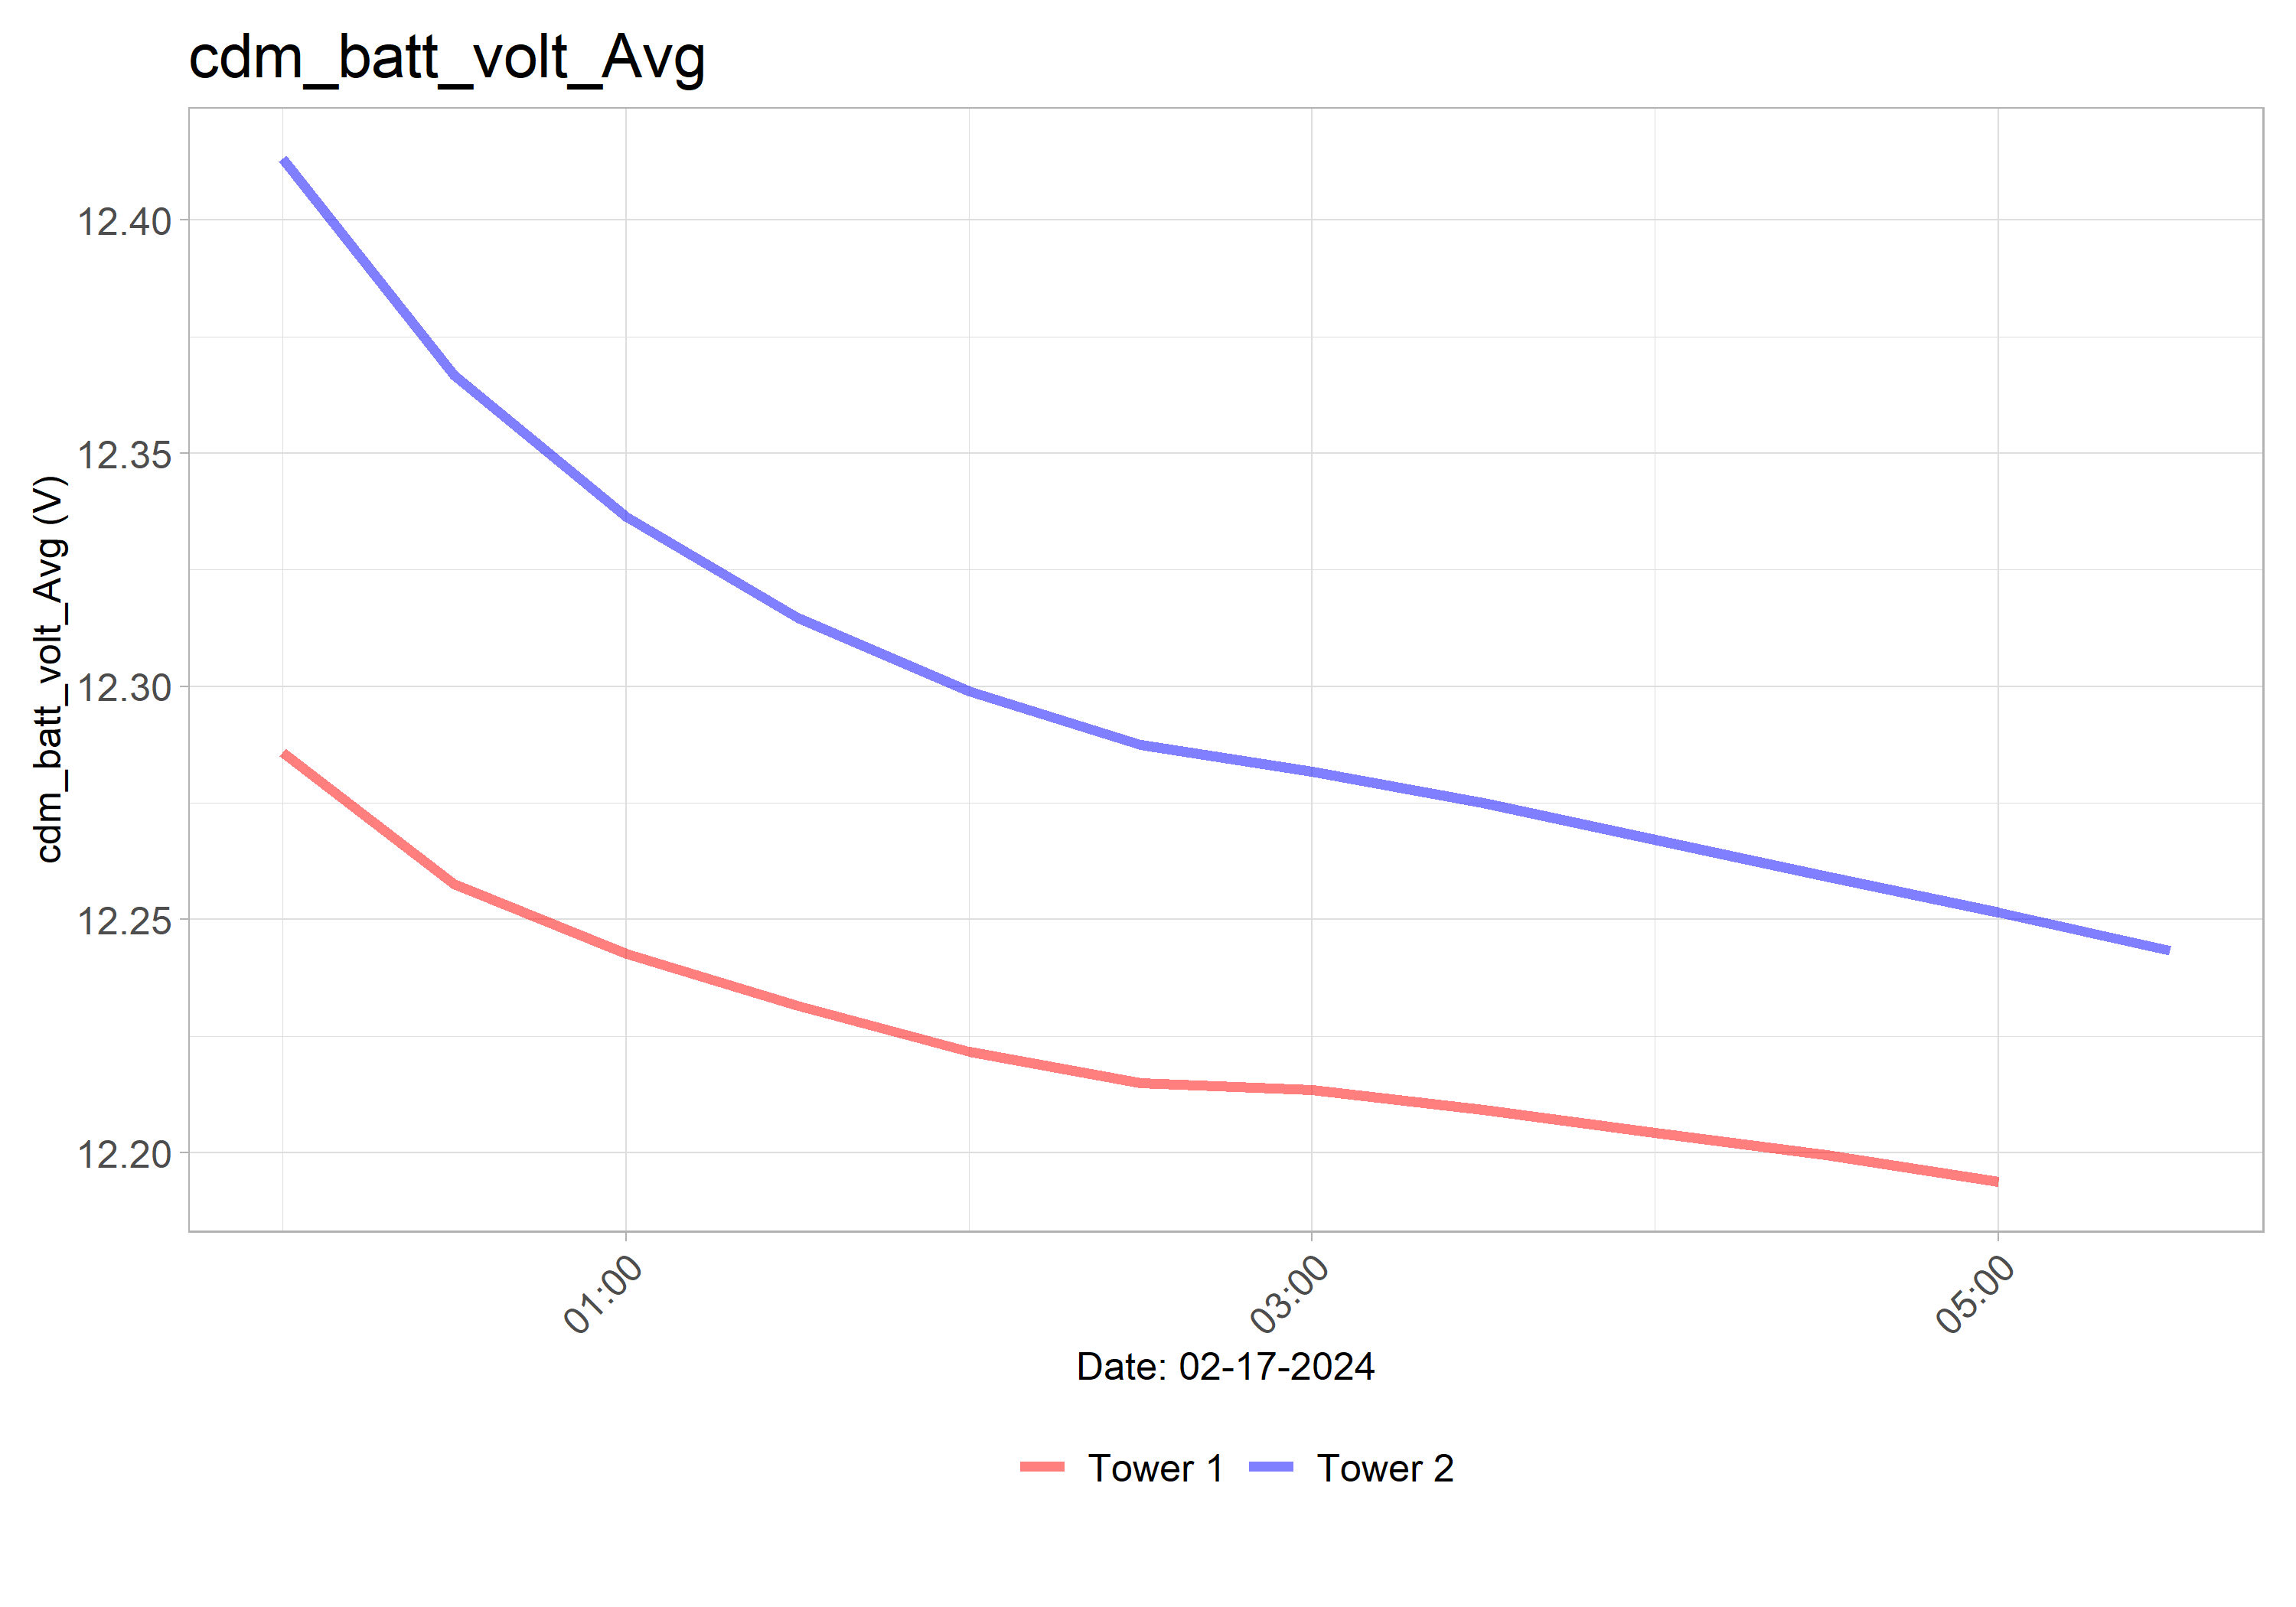 cdm_batt_volt_Avg
cdm_batt_volt_Avg (V)
12.40
12.35
12.30
12.25
12.20
01:00
03:00
05:00
Date: 02-17-2024
Tower 1
Tower 2